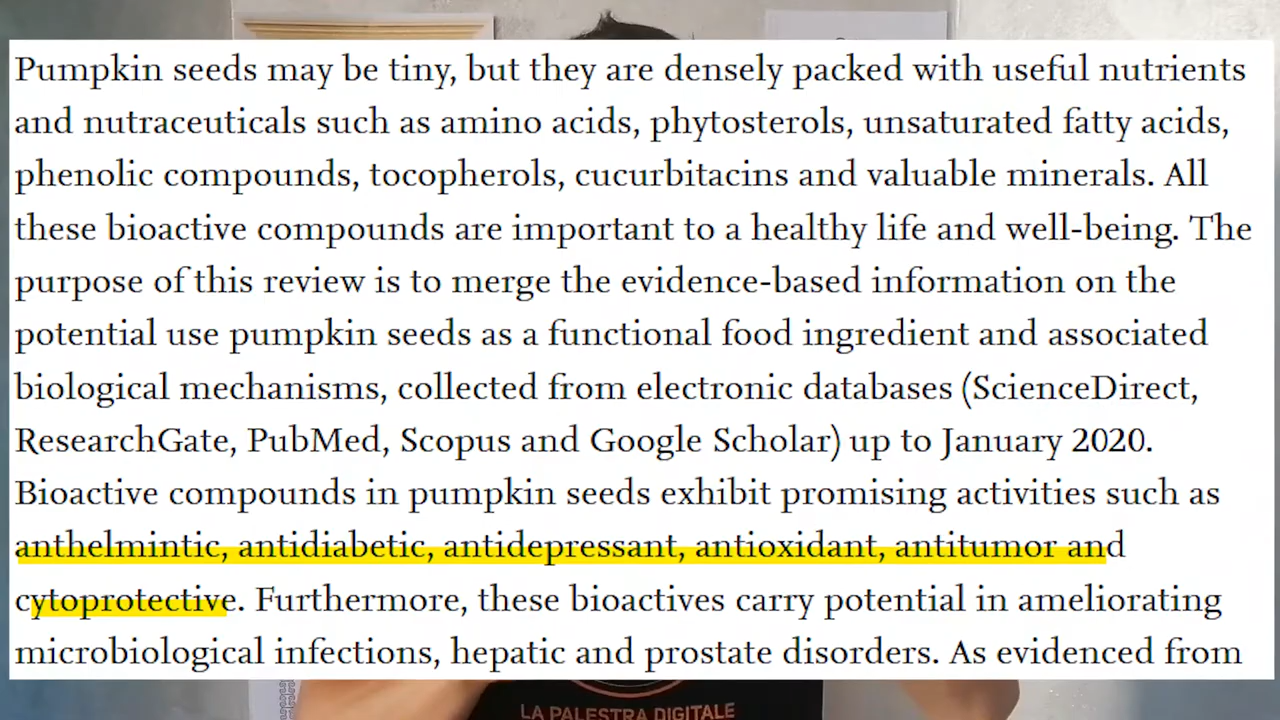 Pumpkin seeds may be tiny, but they are densely packed with useful nutrients
and nutraceuticals such as amino acids, phytosterols, unsaturated fatty acids,
phenolic compounds, tocopherols, cucurbitacins and valuable minerals. All
these bioactive compounds are important to a healthy life and well-being. The
purpose of this review is to merge the evidence-based information on the
potential use pumpkin seeds as a functional food ingredient and associated
biological mechanisms, collected from electronic databases (ScienceDirect,
ResearchGate, PubMed, Scopus and Google Scholar) up to January 2020.
Bioactive compounds in pumpkin seeds exhibit promising activities such as
anthelmintic, antidiabetic, antidepressant, antioxidant, antitumor and
cytoprotective. Furthermore, these bioactives carry potential in ameliorating
microbiological infections, hepatic and prostate disorders. As evidenced from
LA PALESTRA DIGITALE